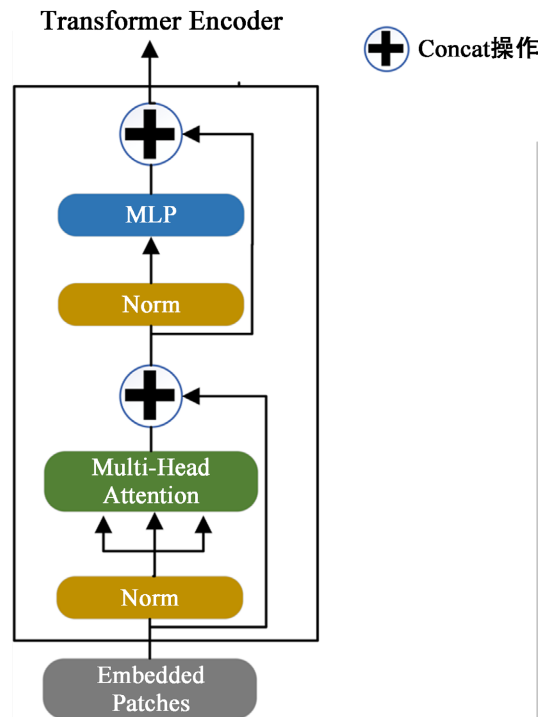 Transformer Encoder
Concat操作
MLP
Norm
Multi-Head
Attention
Norm
Embedded
Patches